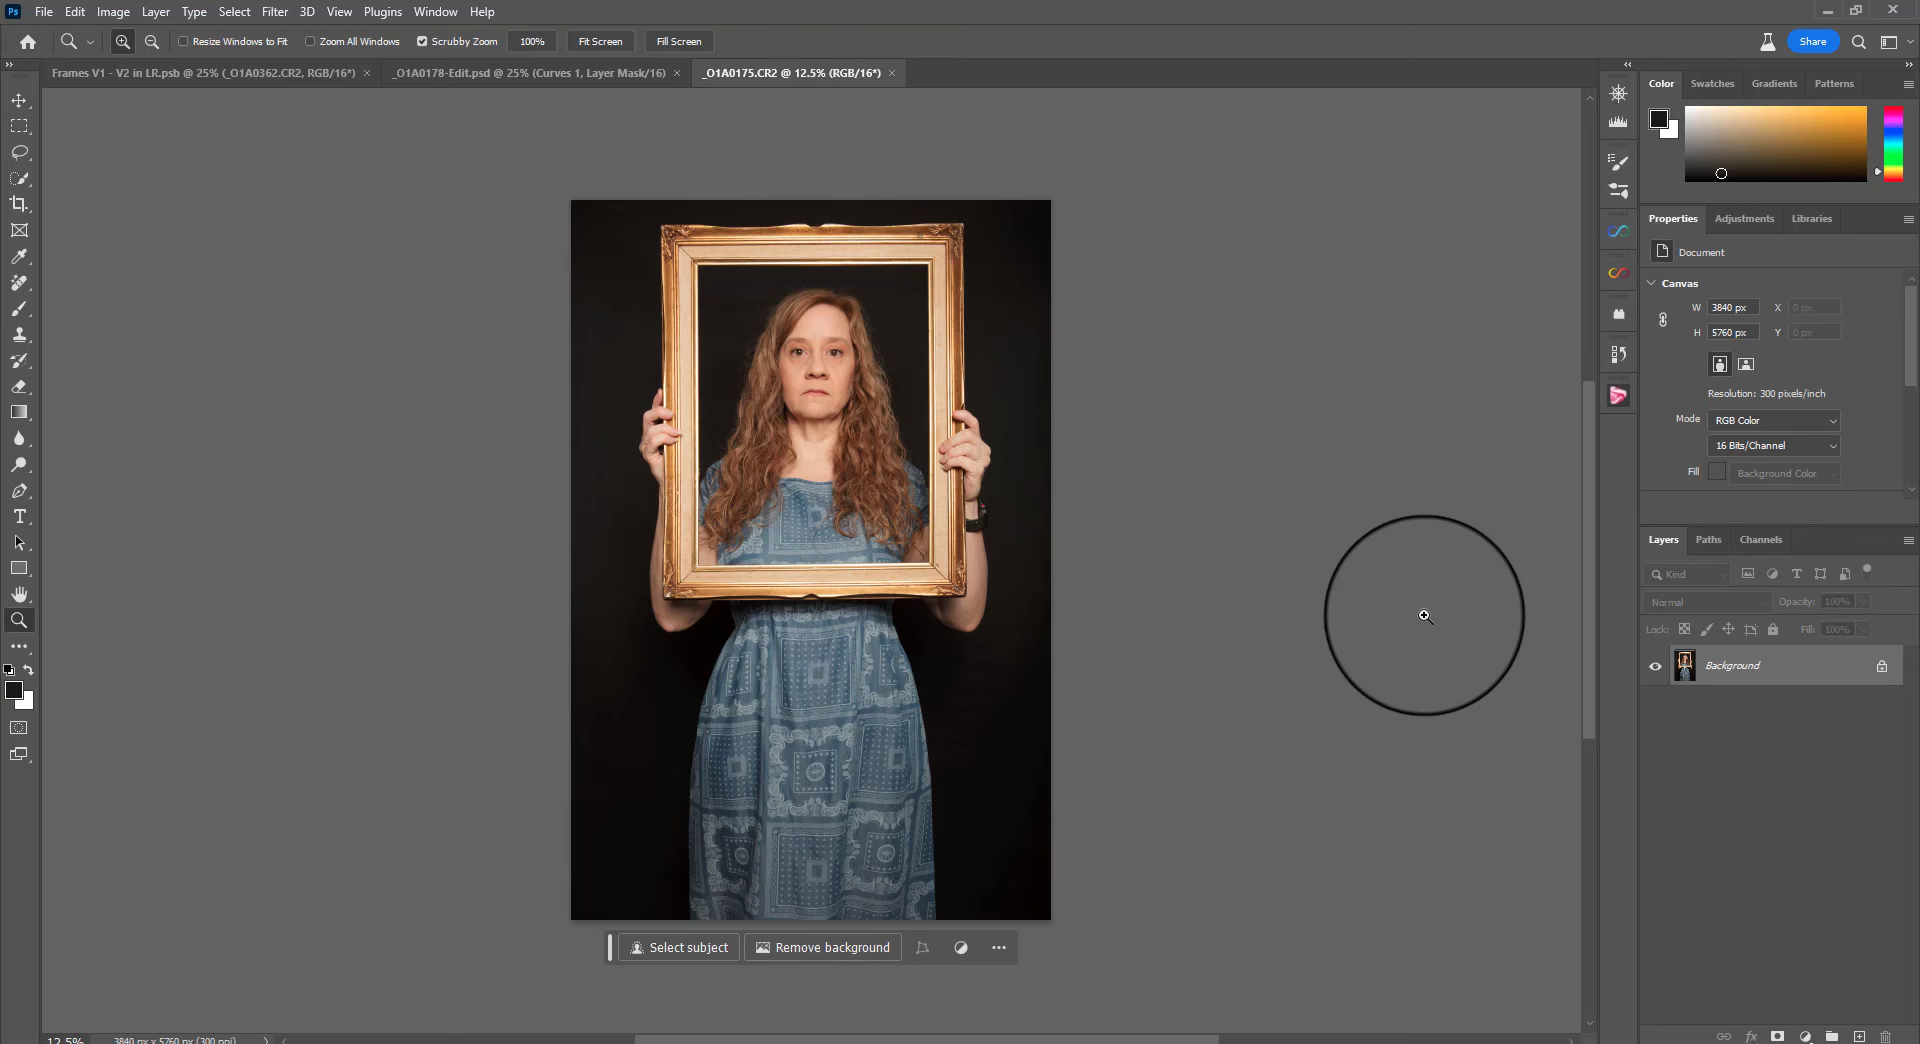 Ps File Edit Image Layer Type Select Filter 3D View Plugins Window Help
Resize Windows to Fit Zoom All Windows Scrubby Zoom 100% Fit Screen Fill Screen Share
Frames V1 - V2 in LR.psb @ 25% (_O1A0362.CR2, RGB/16*) × _O1A0178-Edit.psd @ 25% (Curves 1, Layer Mask/16) × _O1A0175.CR2 @ 12.5% (RGB/16*) ×
Color Swatches Gradients Patterns
Properties Adjustments Libraries
Document
Canvas
W 3840 px X 0 px
H 5760 px Y 0 px
Resolution: 300 pixels/inch
Mode RGB Color
16 Bits/Channel
Fill Background Color
Layers Paths Channels
Kind
Normal Opacity: 100%
Lock: Fill: 100%
Background
Select subject Remove background
12.5% 3840 px x 5760 px (300 ppi)